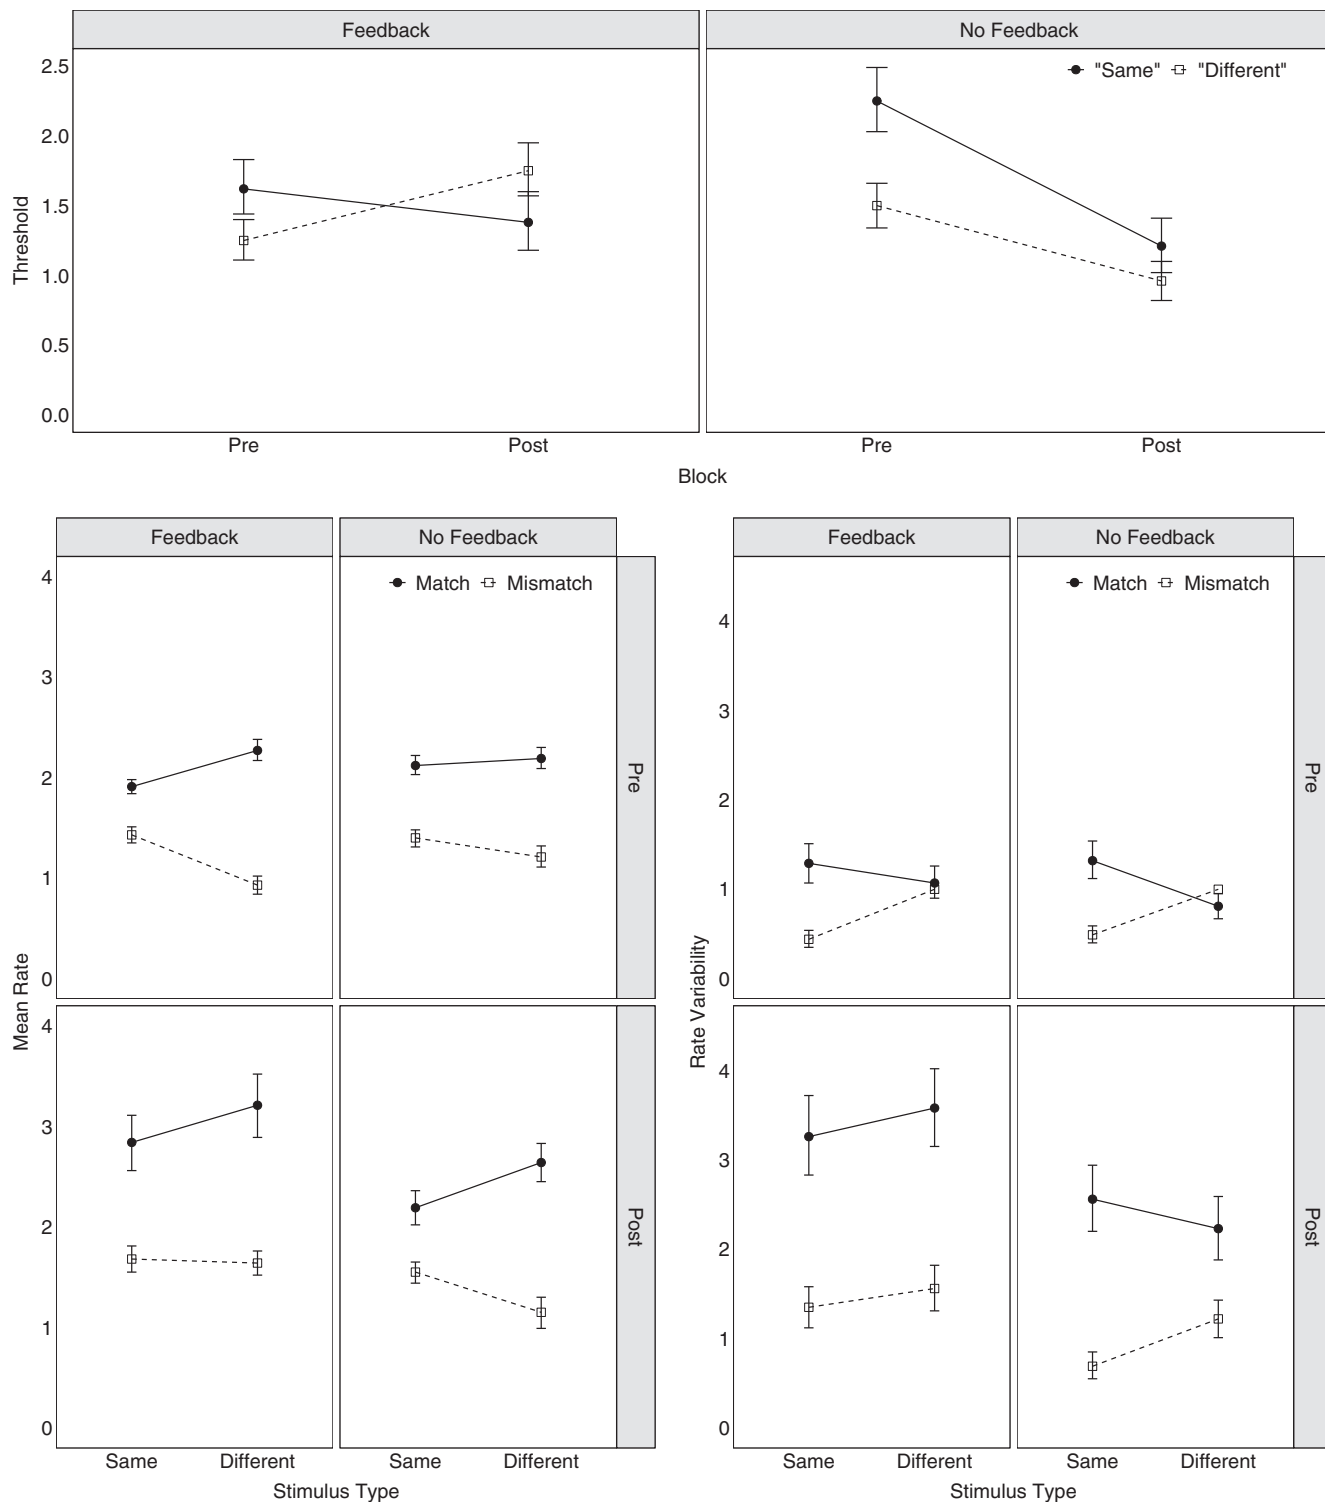 Feedback No Feedback
"Same" "Different"
2.5
2.0
1.5
1.0
0.5
0.0
Threshold
Pre Post Pre Post
Block
Feedback No Feedback
Match Mismatch
4
3
2
1
0
Pre
Mean Rate
4
3
2
1
0
Post
Same Different Same Different
Stimulus Type
Feedback No Feedback
Match Mismatch
4
3
2
1
0
Pre
Rate Variability
4
3
2
1
0
Post
Same Different Same Different
Stimulus Type